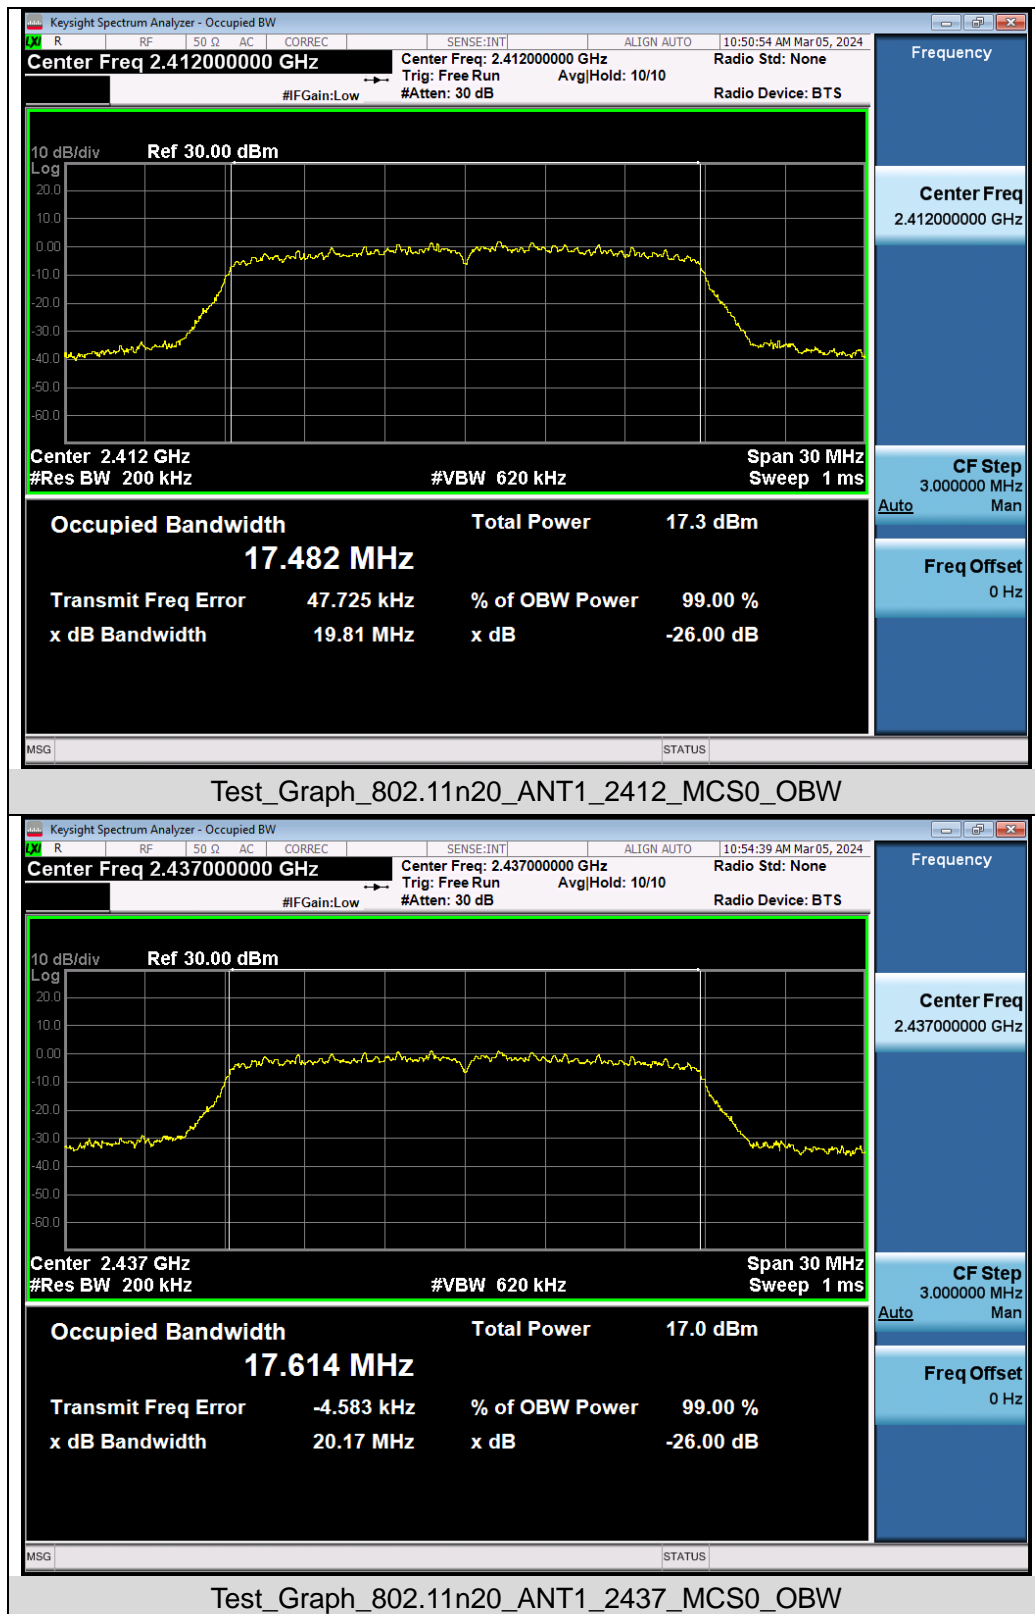 Keysight Spectrum Analyzer - Occupied BW
LXI R RF 50 Ω AC CORREC SENSE:INT ALIGN AUTO 10:50:54 AM Mar 05, 2024
Center Freq 2.412000000 GHz
Center Freq: 2.412000000 GHz Radio Std: None
Trig: Free Run Avg|Hold: 10/10
#IFGain:Low #Atten: 30 dB Radio Device: BTS
Frequency
10 dB/div Ref 30.00 dBm
Log
20.0
10.0
0.00
-10.0
-20.0
-30.0
-40.0
-50.0
-60.0
Center Freq
2.412000000 GHz
Center 2.412 GHz Span 30 MHz
#Res BW 200 kHz #VBW 620 kHz Sweep 1 ms
CF Step
3.000000 MHz
Auto Man
Occupied Bandwidth Total Power 17.3 dBm
17.482 MHz
Freq Offset
0 Hz
Transmit Freq Error 47.725 kHz % of OBW Power 99.00 %
x dB Bandwidth 19.81 MHz x dB -26.00 dB
MSG STATUS
Test_Graph_802.11n20_ANT1_2412_MCS0_OBW
Keysight Spectrum Analyzer - Occupied BW
LXI R RF 50 Ω AC CORREC SENSE:INT ALIGN AUTO 10:54:39 AM Mar 05, 2024
Center Freq 2.437000000 GHz
Center Freq: 2.437000000 GHz Radio Std: None
Trig: Free Run Avg|Hold: 10/10
#IFGain:Low #Atten: 30 dB Radio Device: BTS
Frequency
10 dB/div Ref 30.00 dBm
Log
20.0
10.0
0.00
-10.0
-20.0
-30.0
-40.0
-50.0
-60.0
Center Freq
2.437000000 GHz
Center 2.437 GHz Span 30 MHz
#Res BW 200 kHz #VBW 620 kHz Sweep 1 ms
CF Step
3.000000 MHz
Auto Man
Occupied Bandwidth Total Power 17.0 dBm
17.614 MHz
Freq Offset
0 Hz
Transmit Freq Error -4.583 kHz % of OBW Power 99.00 %
x dB Bandwidth 20.17 MHz x dB -26.00 dB
MSG STATUS
Test_Graph_802.11n20_ANT1_2437_MCS0_OBW